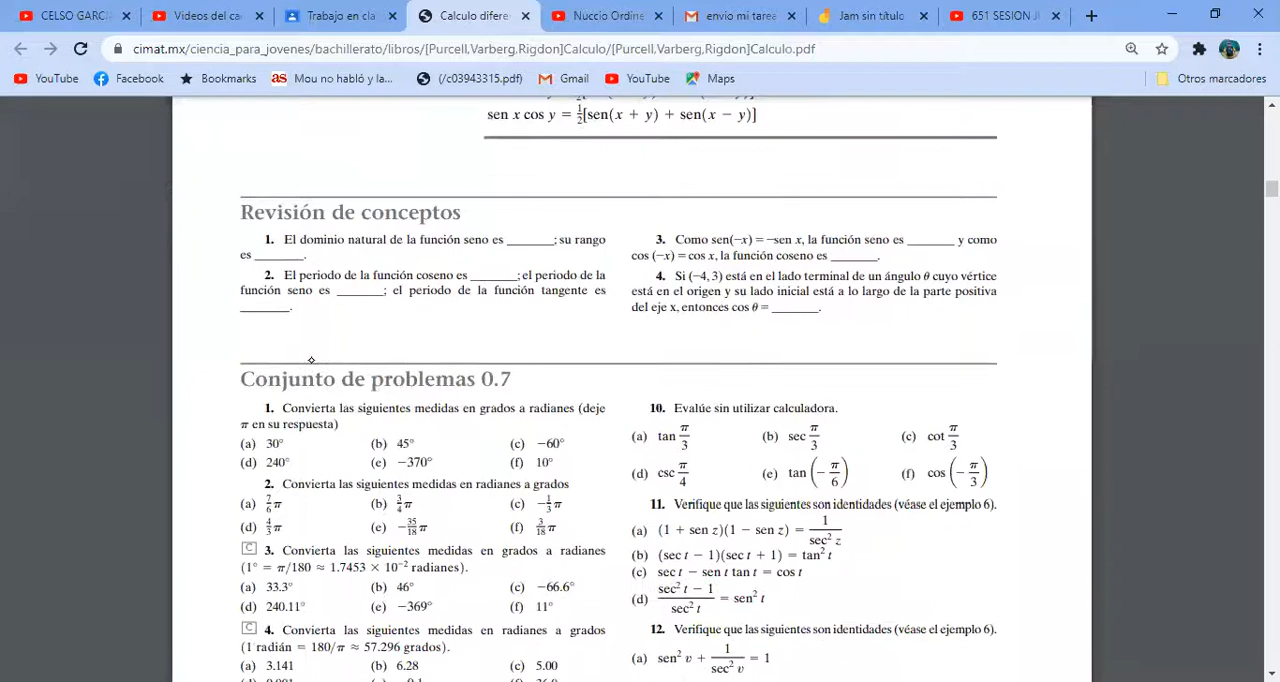 CELSO GARCÍA
Videos del car
Trabajo en cla
Cálculo difere
Nuccio Ordine
envio mi tarea
Jam sin título
651 SESION J
cimat.mx/ciencia_para_jovenes/bachillerato/libros/[Purcell,Varberg,Rigdon]Calculo/[Purcell,Varberg,Rigdon]Calculo.pdf
YouTube Facebook Bookmarks Mou no habló y la... (/c03943315.pdf) Gmail YouTube Maps Otros marcadores
sen x cos y = ½[sen(x + y) + sen(x − y)]
Revisión de conceptos
1. El dominio natural de la función seno es ______; su rango
es ______.
2. El periodo de la función coseno es ______; el periodo de la
función seno es ______; el periodo de la función tangente es
______.
3. Como sen(−x) = −sen x, la función seno es ______ y como
cos (−x) = cos x, la función coseno es ______.
4. Si (−4, 3) está en el lado terminal de un ángulo θ cuyo vértice
está en el origen y su lado inicial está a lo largo de la parte positiva
del eje x, entonces cos θ = ______.
Conjunto de problemas 0.7
1. Convierta las siguientes medidas en grados a radianes (deje
π en su respuesta)
(a) 30° (b) 45° (c) −60°
(d) 240° (e) −370° (f) 10°
2. Convierta las siguientes medidas en radianes a grados
(a) 7/6 π (b) 3/4 π (c) −1/3 π
(d) 4/3 π (e) −35/18 π (f) 3/18 π
C 3. Convierta las siguientes medidas en grados a radianes
(1° = π/180 ≈ 1.7453 × 10⁻² radianes).
(a) 33.3° (b) 46° (c) −66.6°
(d) 240.11° (e) −369° (f) 11°
C 4. Convierta las siguientes medidas en radianes a grados
(1 radián = 180/π ≈ 57.296 grados).
(a) 3.141 (b) 6.28 (c) 5.00
10. Evalúe sin utilizar calculadora.
(a) tan π/3 (b) sec π/3 (c) cot π/3
(d) csc π/4 (e) tan (−π/6) (f) cos (−π/3)
11. Verifique que las siguientes son identidades (véase el ejemplo 6).
(a) (1 + sen z)(1 − sen z) = 1/sec² z
(b) (sec t − 1)(sec t + 1) = tan² t
(c) sec t − sen t tan t = cos t
(d) (sec² t − 1)/sec² t = sen² t
12. Verifique que las siguientes son identidades (véase el ejemplo 6).
(a) sen² v + 1/sec² v = 1